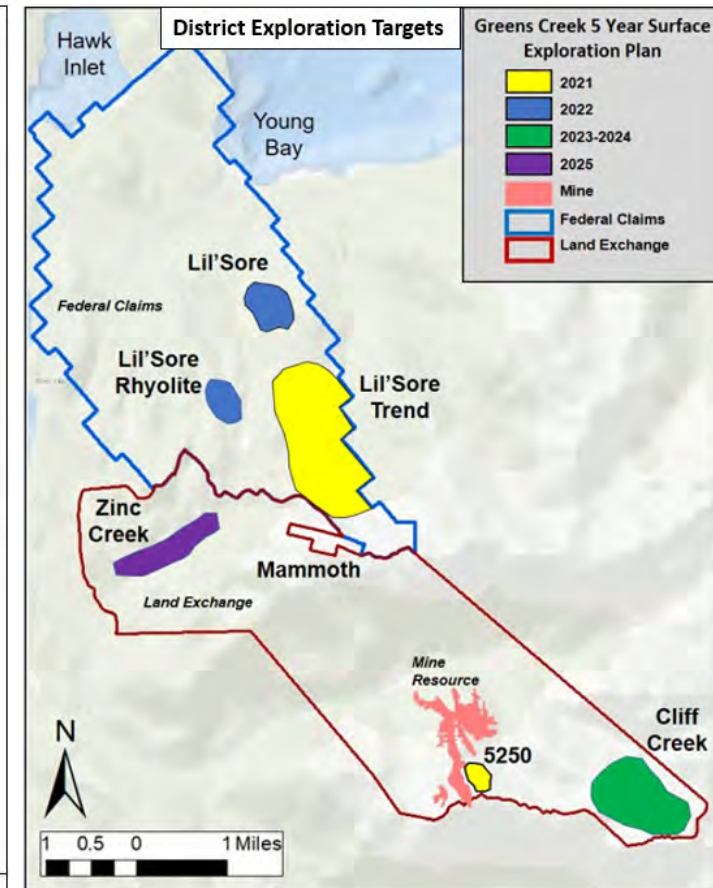 District Exploration Targets
Greens Creek 5 Year Surface
Exploration Plan
2021
2022
2023-2024
2025
Mine
Federal Claims
Land Exchange
Hawk
Inlet
Young
Bay
Lil'Sore
Federal Claims
Lil'Sore
Rhyolite
Lil'Sore
Trend
Zinc
Creek
Mammoth
Land Exchange
Mine
Resource
5250
Cliff
Creek
N
1 0.5 0 1 Miles